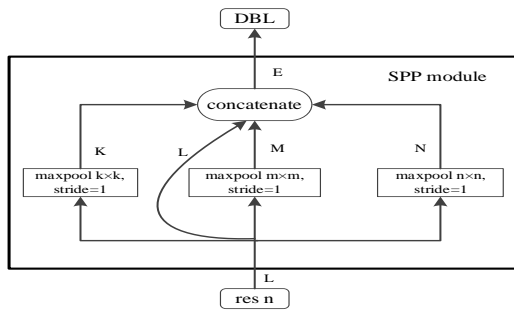 DBL
E
SPP module
concatenate
K
L
M
N
maxpool k×k,
stride=1
maxpool m×m,
stride=1
maxpool n×n,
stride=1
L
res n